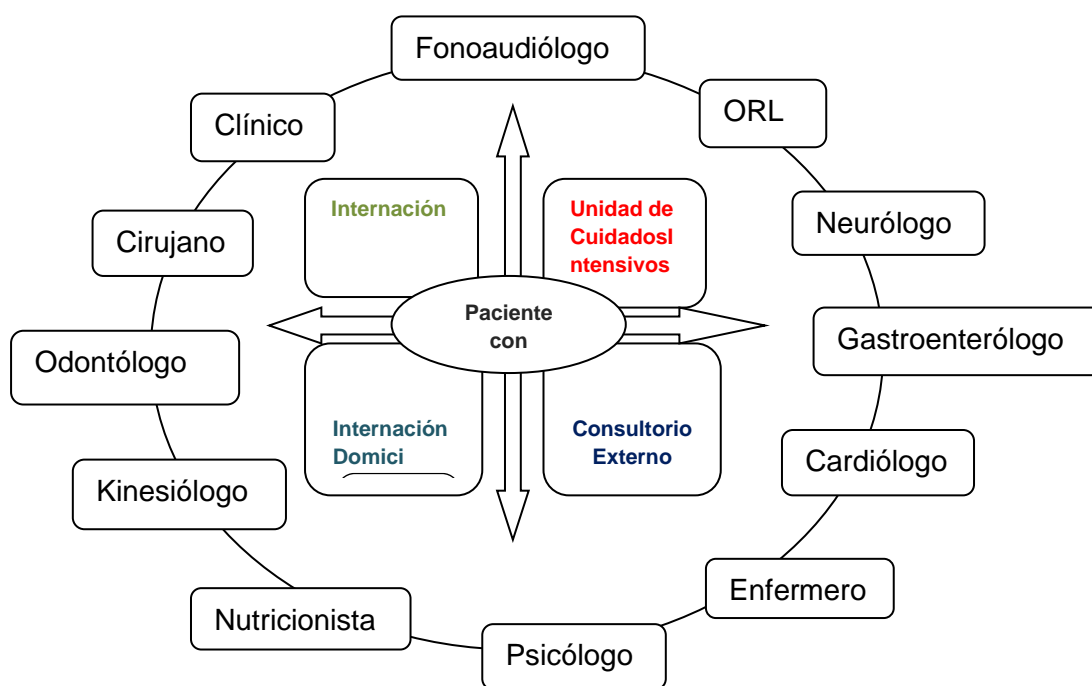 Fonoaudiólogo
Clínico
ORL
Internación
Unidad de
CuidadosI
ntensivos
Cirujano
Neurólogo
Paciente
con
Odontólogo
Gastroenterólogo
Internación
Domici
Consultorio
Externo
Kinesiólogo
Cardiólogo
Nutricionista
Enfermero
Psicólogo